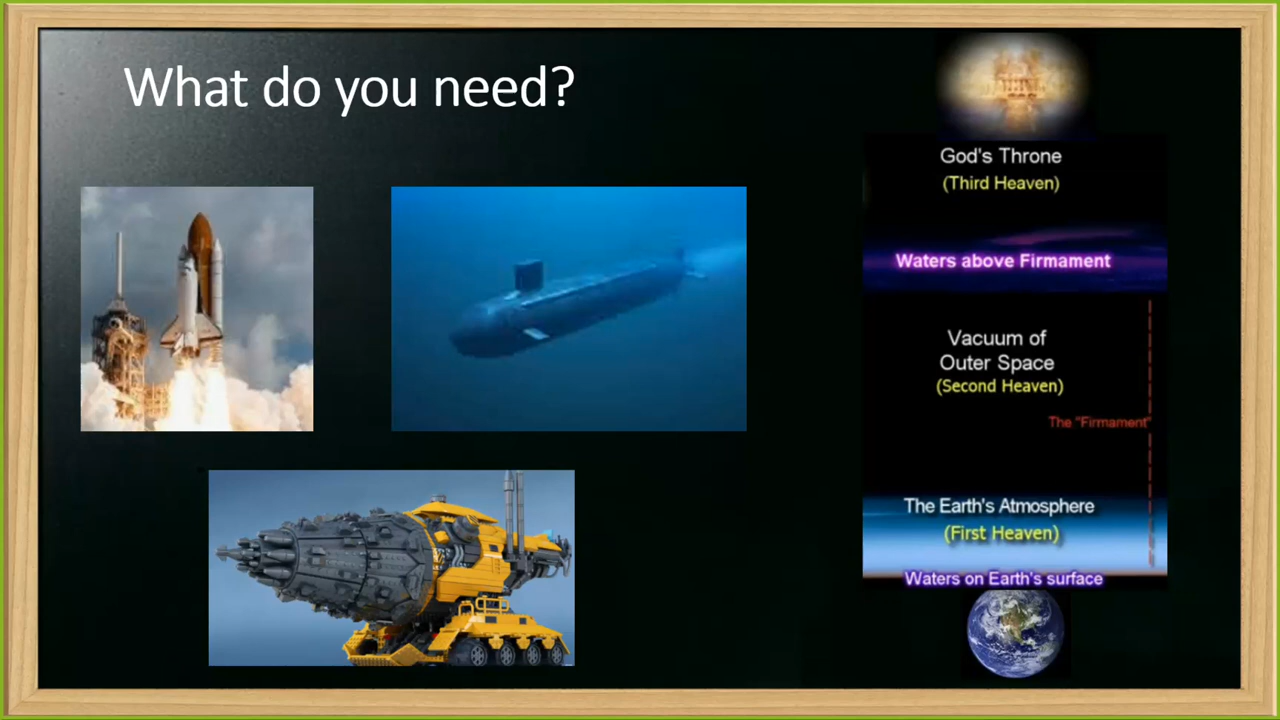 What do you need?
God's Throne
(Third Heaven)
Waters above Firmament
Vacuum of
Outer Space
(Second Heaven)
The "Firmament"
The Earth's Atmosphere
(First Heaven)
Waters on Earth's surface